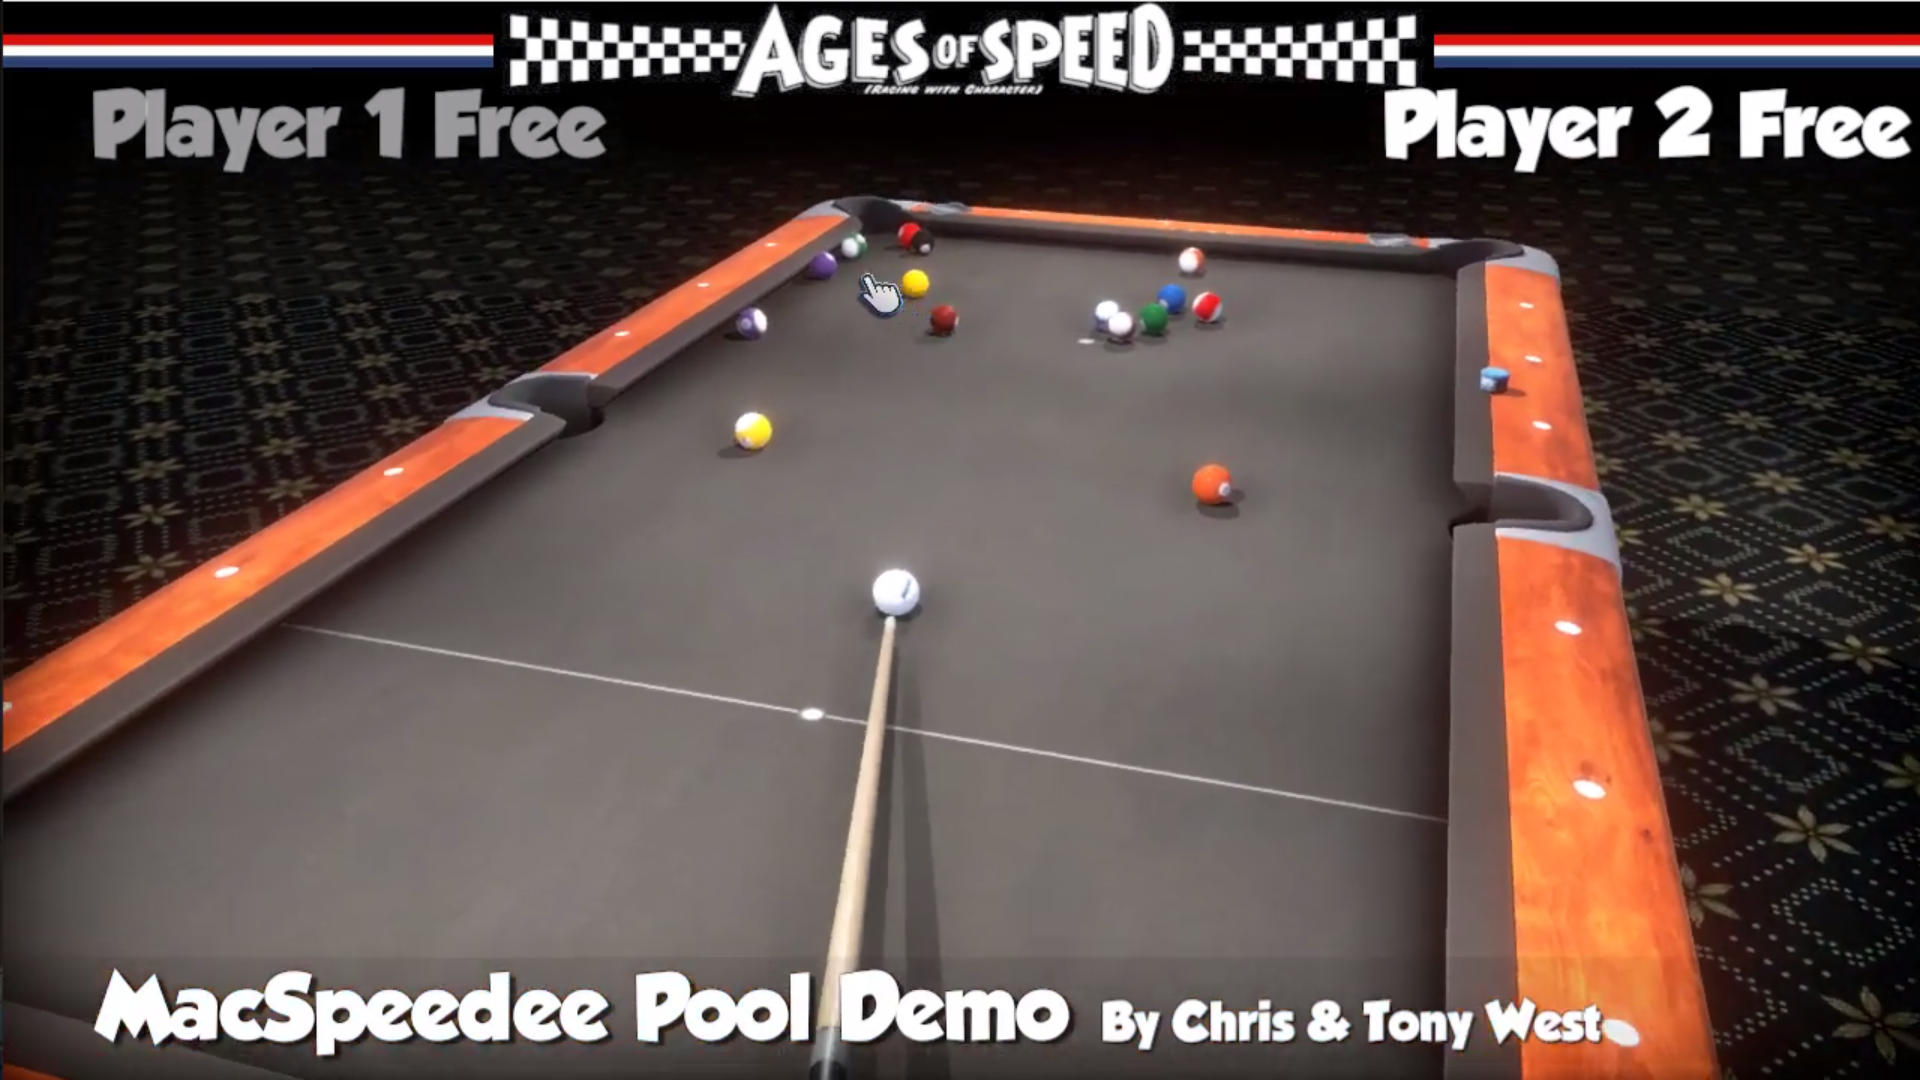 AGES OF SPEED
(RACING WITH CHARACTER)
Player 1 Free
Player 2 Free
MacSpeedee Pool Demo By Chris & Tony West